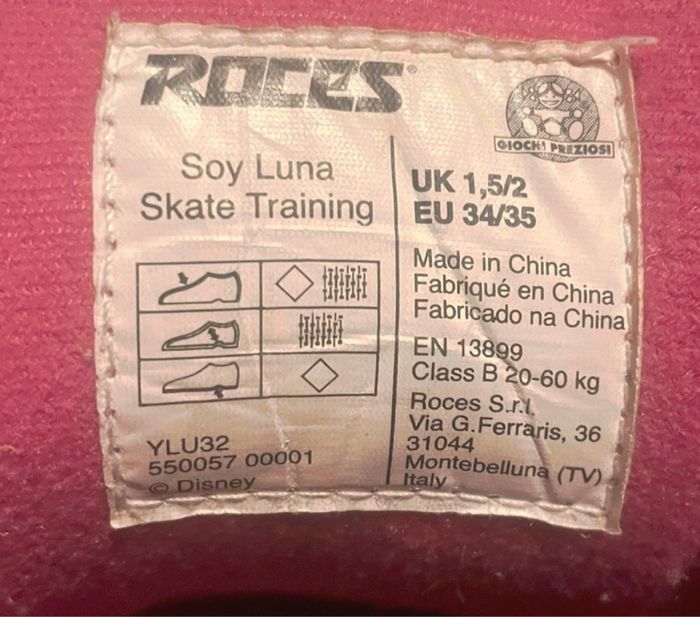 ROCES®
GIOCHI PREZIOSI
Soy Luna
Skate Training
UK 1,5/2
EU 34/35
Made in China
Fabriqué en China
Fabricado na China
EN 13899
Class B 20-60 kg
Roces S.r.l.
Via G.Ferraris, 36
31044
Montebelluna (TV)
Italy
YLU32
550057 00001
© Disney